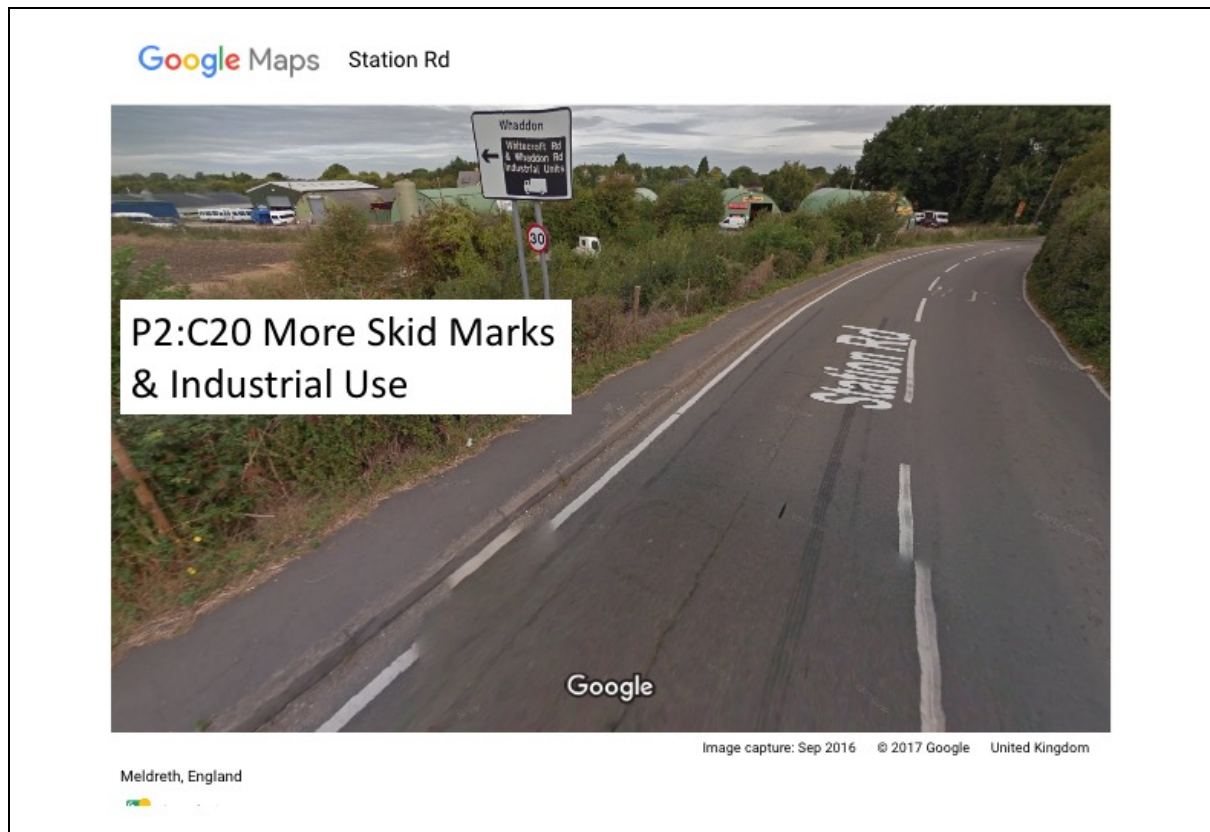 Google Maps Station Rd
Whaddon
Whitecroft Rd
& Whaddon Rd
Industrial Units
30
P2:C20 More Skid Marks
& Industrial Use
Station Rd
Google
Image capture: Sep 2016 © 2017 Google United Kingdom
Meldreth, England